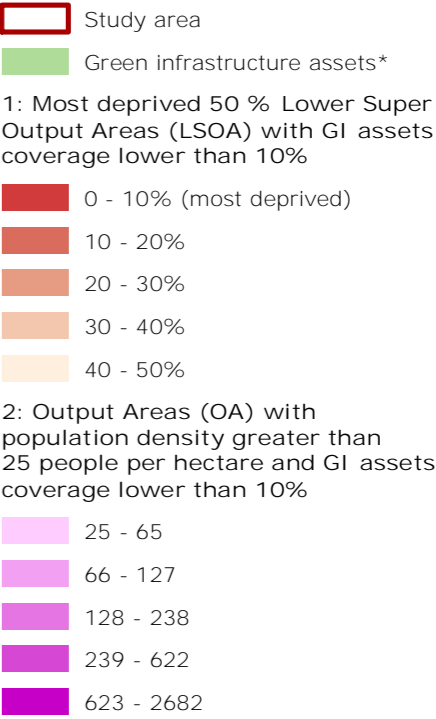 Study area
Green infrastructure assets*
1: Most deprived 50 % Lower Super
Output Areas (LSOA) with GI assets
coverage lower than 10%
0 - 10% (most deprived)
10 - 20%
20 - 30%
30 - 40%
40 - 50%
2: Output Areas (OA) with
population density greater than
25 people per hectare and GI assets
coverage lower than 10%
25 - 65
66 - 127
128 - 238
239 - 622
623 - 2682